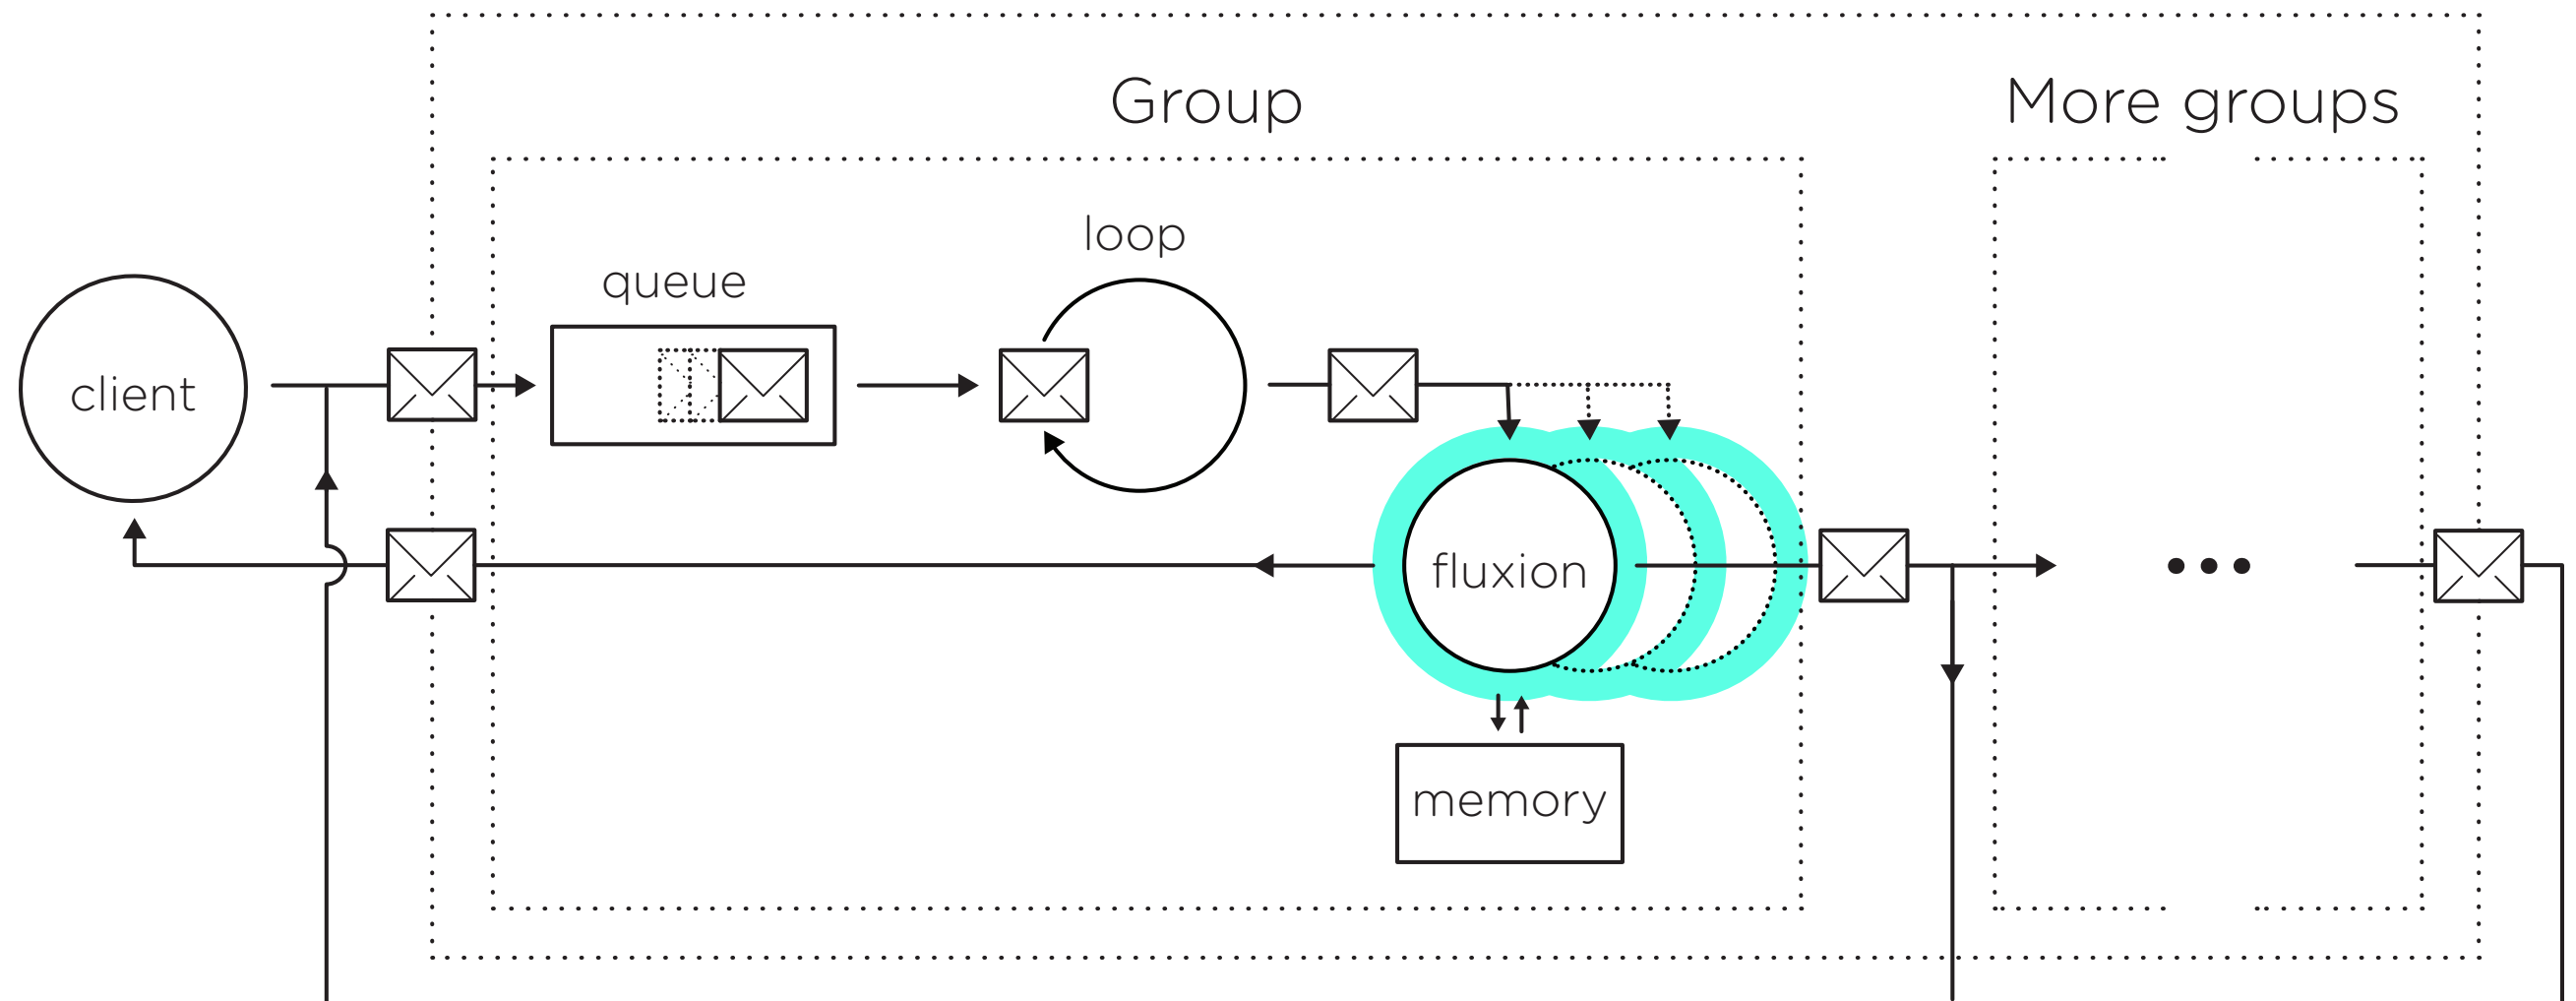 Group
More groups
loop
queue
client
fluxion
memory